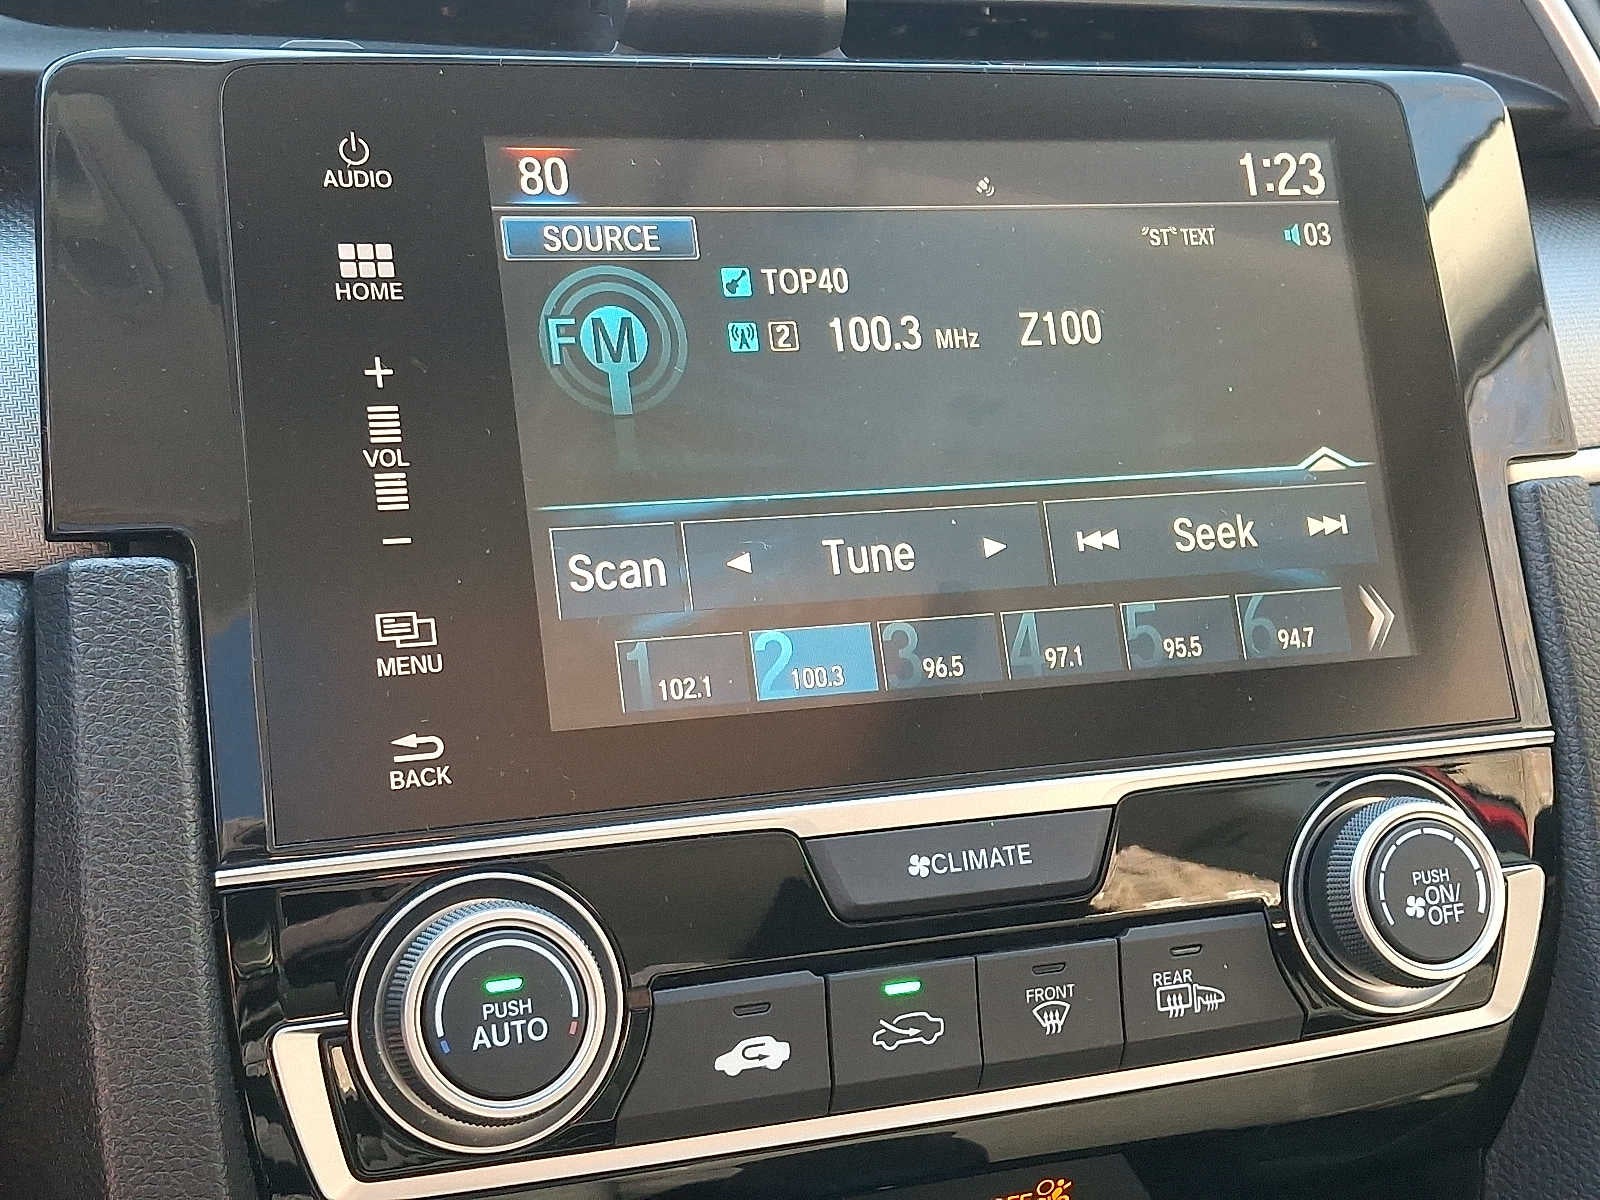 AUDIO
HOME
+
VOL
−
MENU
BACK
80
1:23
SOURCE
"ST" TEXT
03
FM
TOP40
2 100.3 MHz Z100
Scan
Tune
Seek
1 102.1
2 100.3
3 96.5
4 97.1
5 95.5
6 94.7
CLIMATE
PUSH
AUTO
FRONT
REAR
PUSH
ON/
OFF